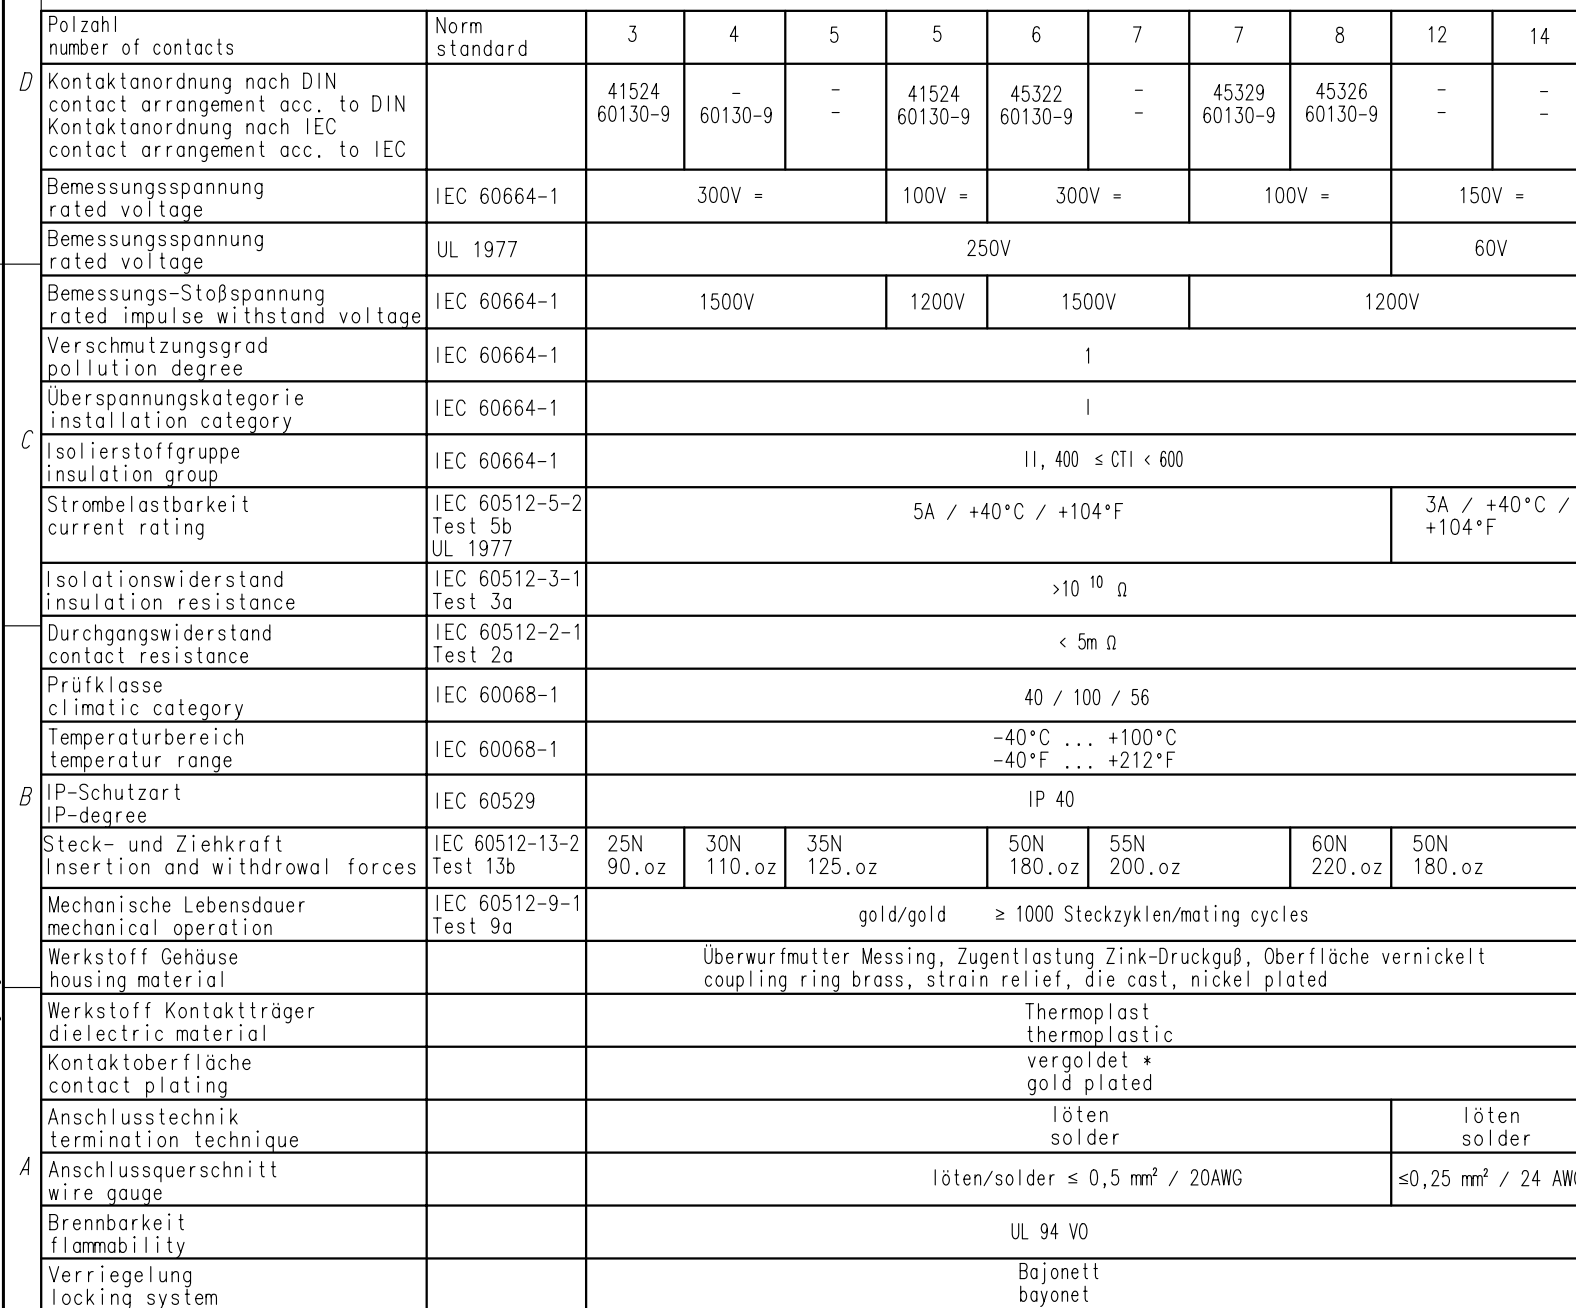 Polzahl
number of contacts
Norm
standard
3
4
5
5
6
7
7
8
12
14
D
Kontaktanordnung nach DIN
contact arrangement acc. to DIN
Kontaktanordnung nach IEC
contact arrangement acc. to IEC
41524
60130-9
-
60130-9
-
-
41524
60130-9
45322
60130-9
-
-
45329
60130-9
45326
60130-9
-
-
-
-
Bemessungsspannung
rated voltage
IEC 60664-1
300V =
100V =
300V =
100V =
150V =
Bemessungsspannung
rated voltage
UL 1977
250V
60V
Bemessungs-Stoßspannung
rated impulse withstand voltage
IEC 60664-1
1500V
1200V
1500V
1200V
Verschmutzungsgrad
pollution degree
IEC 60664-1
1
Überspannungskategorie
installation category
IEC 60664-1
I
C
Isolierstoffgruppe
insulation group
IEC 60664-1
II, 400 ≤ CTI < 600
Strombelastbarkeit
current rating
IEC 60512-5-2
Test 5b
UL 1977
5A / +40°C / +104°F
3A / +40°C /
+104°F
Isolationswiderstand
insulation resistance
IEC 60512-3-1
Test 3a
>10 ¹⁰ Ω
Durchgangswiderstand
contact resistance
IEC 60512-2-1
Test 2a
< 5m Ω
Prüfklasse
climatic category
IEC 60068-1
40 / 100 / 56
Temperaturbereich
temperatur range
IEC 60068-1
-40°C ... +100°C
-40°F ... +212°F
B
IP-Schutzart
IP-degree
IEC 60529
IP 40
Steck- und Ziehkraft
Insertion and withdrowal forces
IEC 60512-13-2
Test 13b
25N
90.oz
30N
110.oz
35N
125.oz
50N
180.oz
55N
200.oz
60N
220.oz
50N
180.oz
Mechanische Lebensdauer
mechanical operation
IEC 60512-9-1
Test 9a
gold/gold ≥ 1000 Steckzyklen/mating cycles
Werkstoff Gehäuse
housing material
Überwurfmutter Messing, Zugentlastung Zink-Druckguß, Oberfläche vernickelt
coupling ring brass, strain relief, die cast, nickel plated
Werkstoff Kontaktträger
dielectric material
Thermoplast
thermoplastic
Kontaktoberfläche
contact plating
vergoldet *
gold plated
Anschlusstechnik
termination technique
löten
solder
löten
solder
A
Anschlussquerschnitt
wire gauge
löten/solder ≤ 0,5 mm² / 20AWG
≤0,25 mm² / 24 AWG
Brennbarkeit
flammability
UL 94 VO
Verriegelung
locking system
Bajonett
bayonet